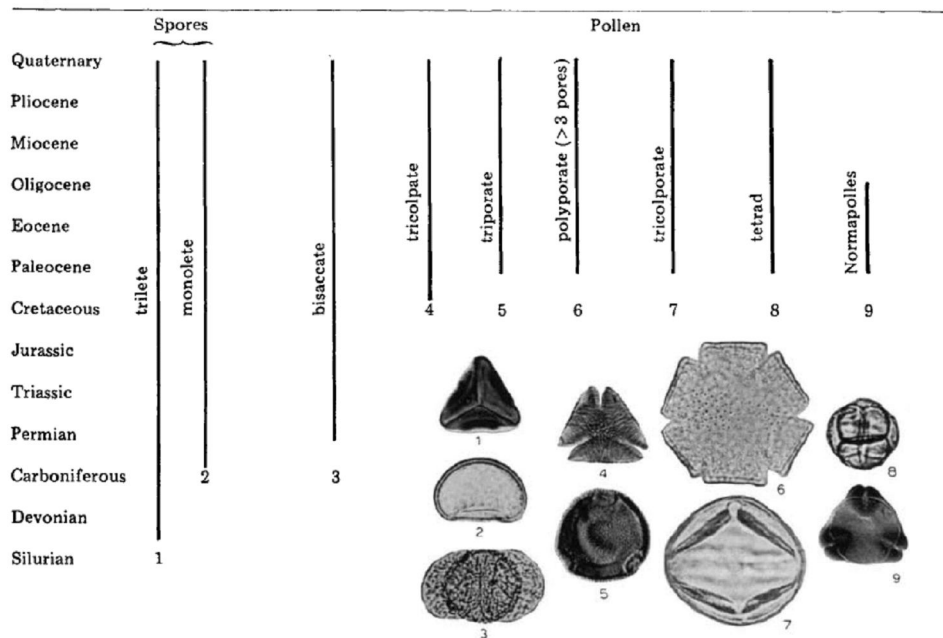 Spores Pollen
Quaternary
Pliocene
Miocene
Oligocene
Eocene
Paleocene
Cretaceous
Jurassic
Triassic
Permian
Carboniferous
Devonian
Silurian
trilete
monolete
bisaccate
tricolpate
triporate
polyporate (> 3 pores)
tricolporate
tetrad
Normapolles
4 5 6 7 8 9
2 3
1
1
2
3
4
5
6
7
8
9